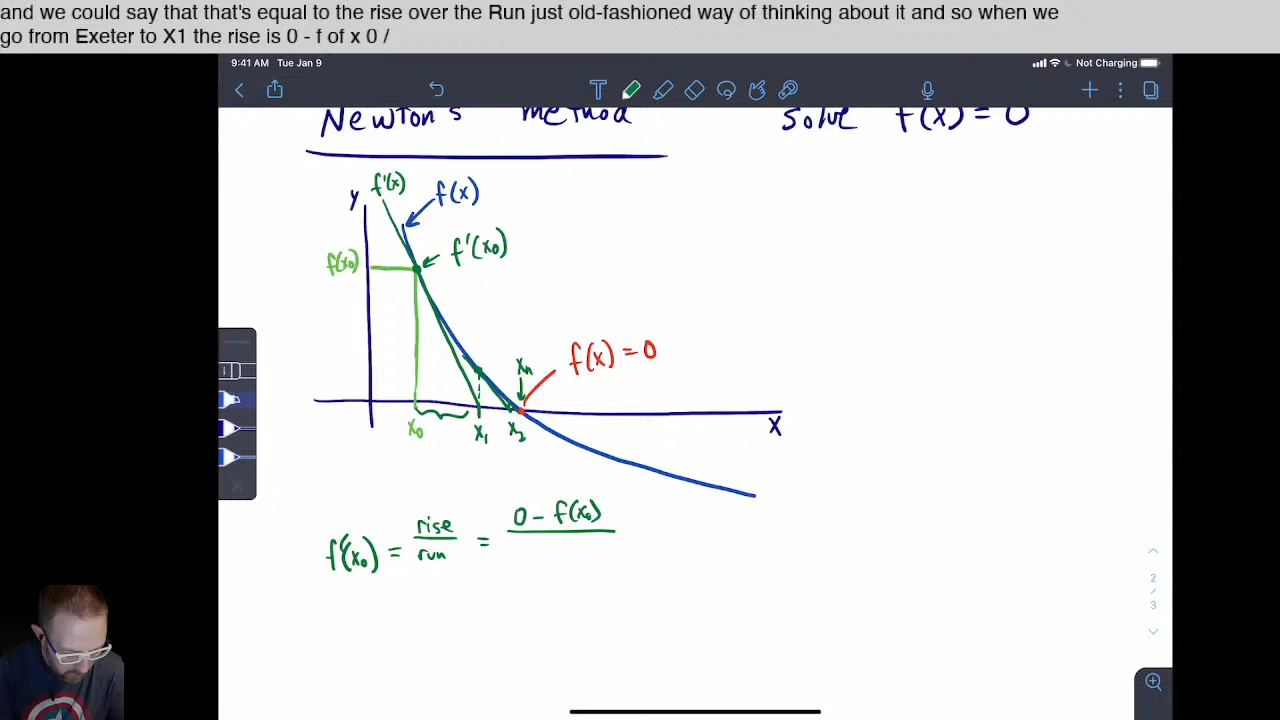 and we could say that that's equal to the rise over the Run just old-fashioned way of thinking about it and so when we
go from Exeter to X1 the rise is 0 - f of x 0 /
9:41 AM Tue Jan 9
Not Charging
Newton's method
solve f(x) = 0
f'(x)
y
f(x)
f'(x₀)
f(x₀)
f(x) = 0
xₙ
x₀
x₁
x₂
x
f'(x₀) = rise/run = 0 - f(x₀)
2
/
3